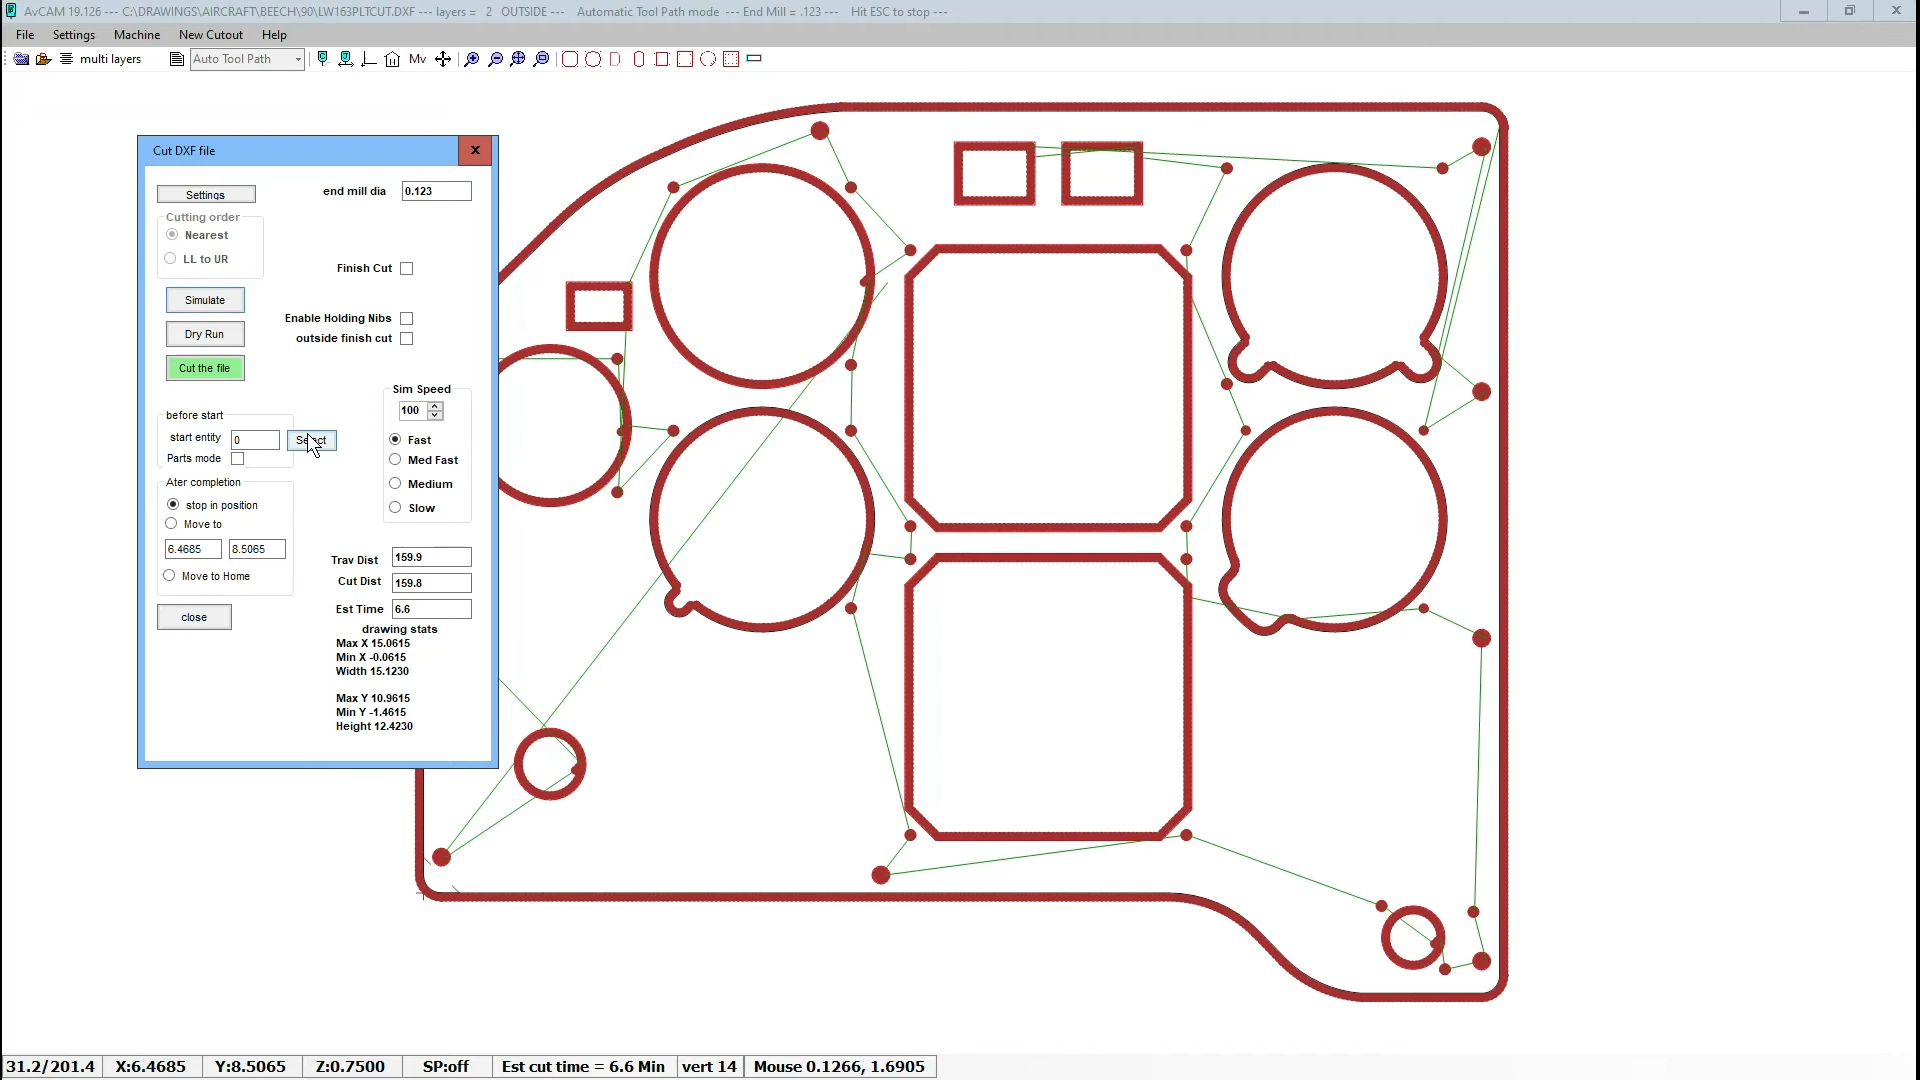 AvCAM 19.126 --- C:\DRAWINGS\AIRCRAFT\BEECH\90\LW163PLTCUT.DXF --- layers = 2 OUTSIDE --- Automatic Tool Path mode --- End Mill = .123 --- Hit ESC to stop ---
File Settings Machine New Cutout Help
multi layers Auto Tool Path Mv
Cut DXF file
Settings
end mill dia 0.123
Cutting order
Nearest
LL to UR
Finish Cut
Simulate
Enable Holding Nibs
Dry Run
outside finish cut
Cut the file
Sim Speed
100
before start
start entity 0
Fast
Parts mode
Med Fast
Ater completion
Medium
stop in position
Slow
Move to
6.4685 8.5065
Trav Dist 159.9
Move to Home
Cut Dist 159.8
Est Time 6.6
close
drawing stats
Max X 15.0615
Min X -0.0615
Width 15.1230
Max Y 10.9615
Min Y -1.4615
Height 12.4230
31.2/201.4 X:6.4685 Y:8.5065 Z:0.7500 SP:off Est cut time = 6.6 Min vert 14 Mouse 0.1266, 1.6905